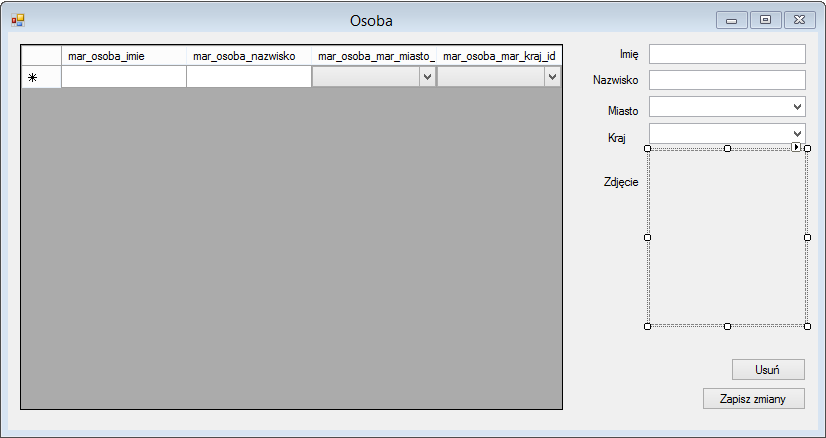 Osoba
mar_osoba_imie mar_osoba_nazwisko mar_osoba_mar_miasto_ mar_osoba_mar_kraj_id
Imię
Nazwisko
Miasto
Kraj
Zdjęcie
Usuń
Zapisz zmiany